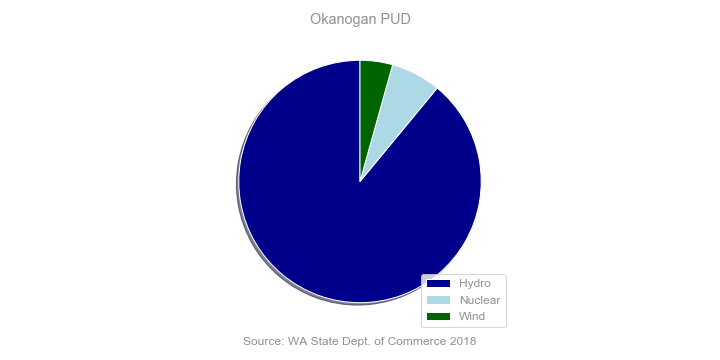 Okanogan PUD
Hydro
Nuclear
Wind
Source: WA State Dept. of Commerce 2018